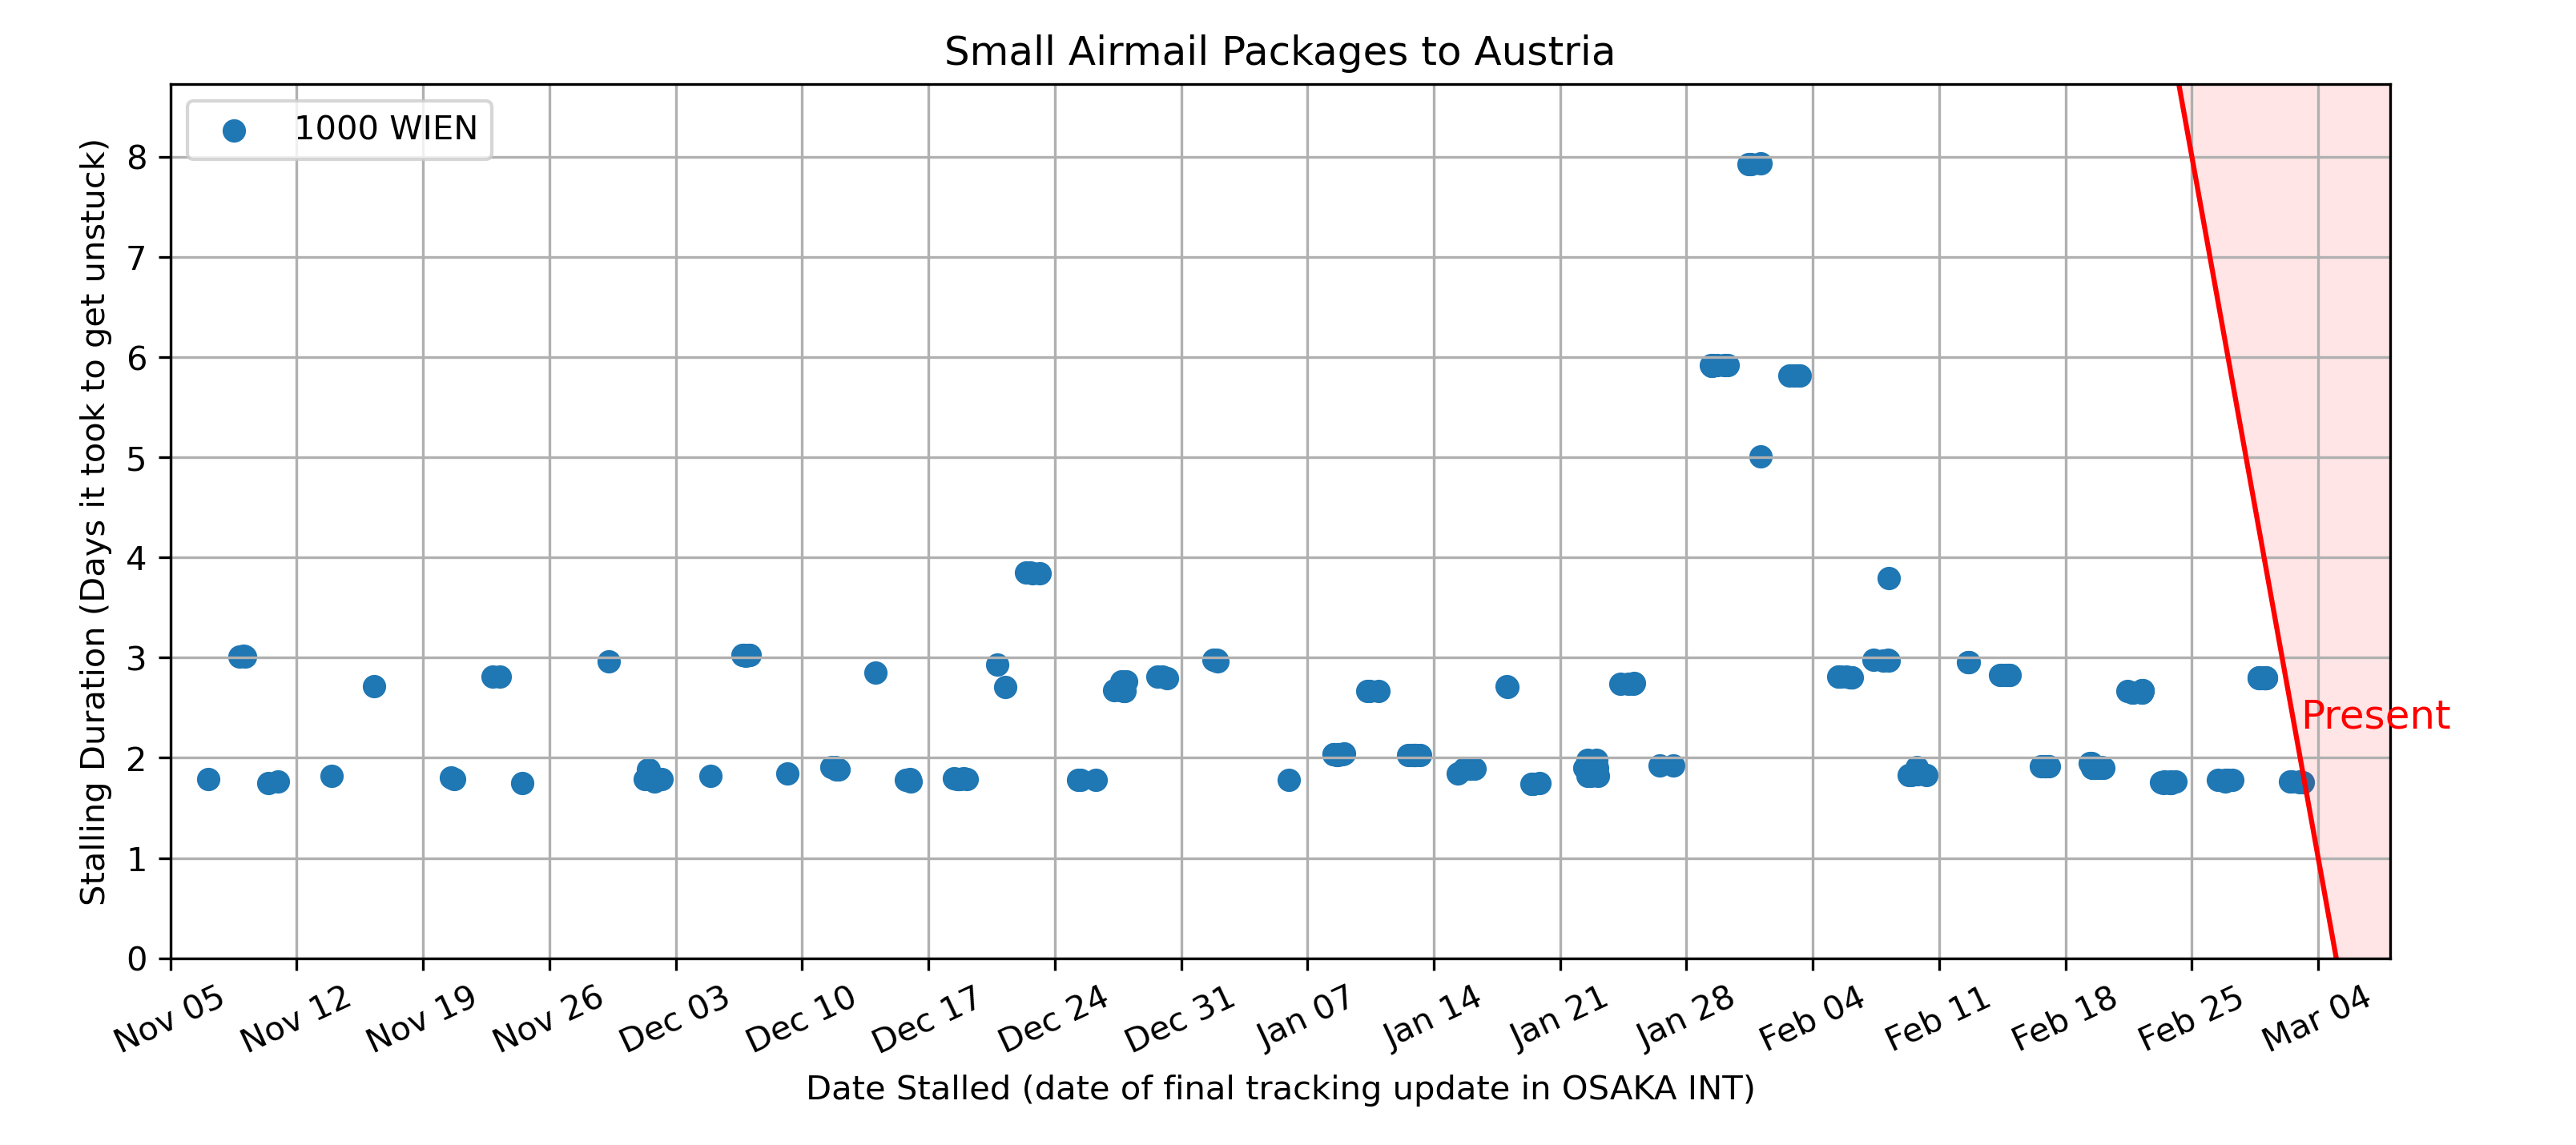 Small Airmail Packages to Austria
1000 WIEN
Stalling Duration (Days it took to get unstuck)
8
7
6
5
4
3
2
1
0
Present
Nov 05
Nov 12
Nov 19
Nov 26
Dec 03
Dec 10
Dec 17
Dec 24
Dec 31
Jan 07
Jan 14
Jan 21
Jan 28
Feb 04
Feb 11
Feb 18
Feb 25
Mar 04
Date Stalled (date of final tracking update in OSAKA INT)